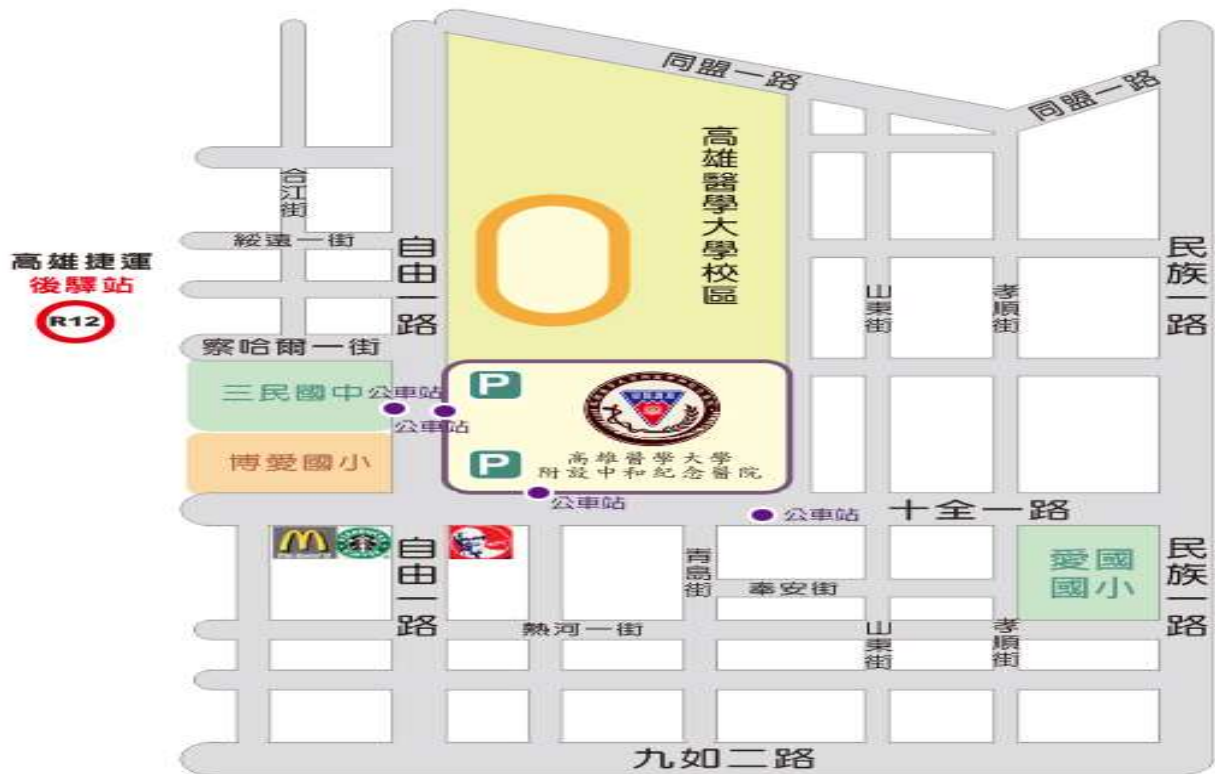 同盟一路
同盟一路
高雄醫學大學校區
合江街
綏遠一街
自由一路
民族一路
高雄捷運
後驛站
R12
山東街
孝順街
察哈爾一街
三民國中
公車站
公車站
P
博愛國小
P
高雄醫學大學
附設中和紀念醫院
公車站
公車站
十全一路
自由一路
青島街
愛國
國小
民族一路
奉安街
熱河一街
山東街
孝順街
九如二路